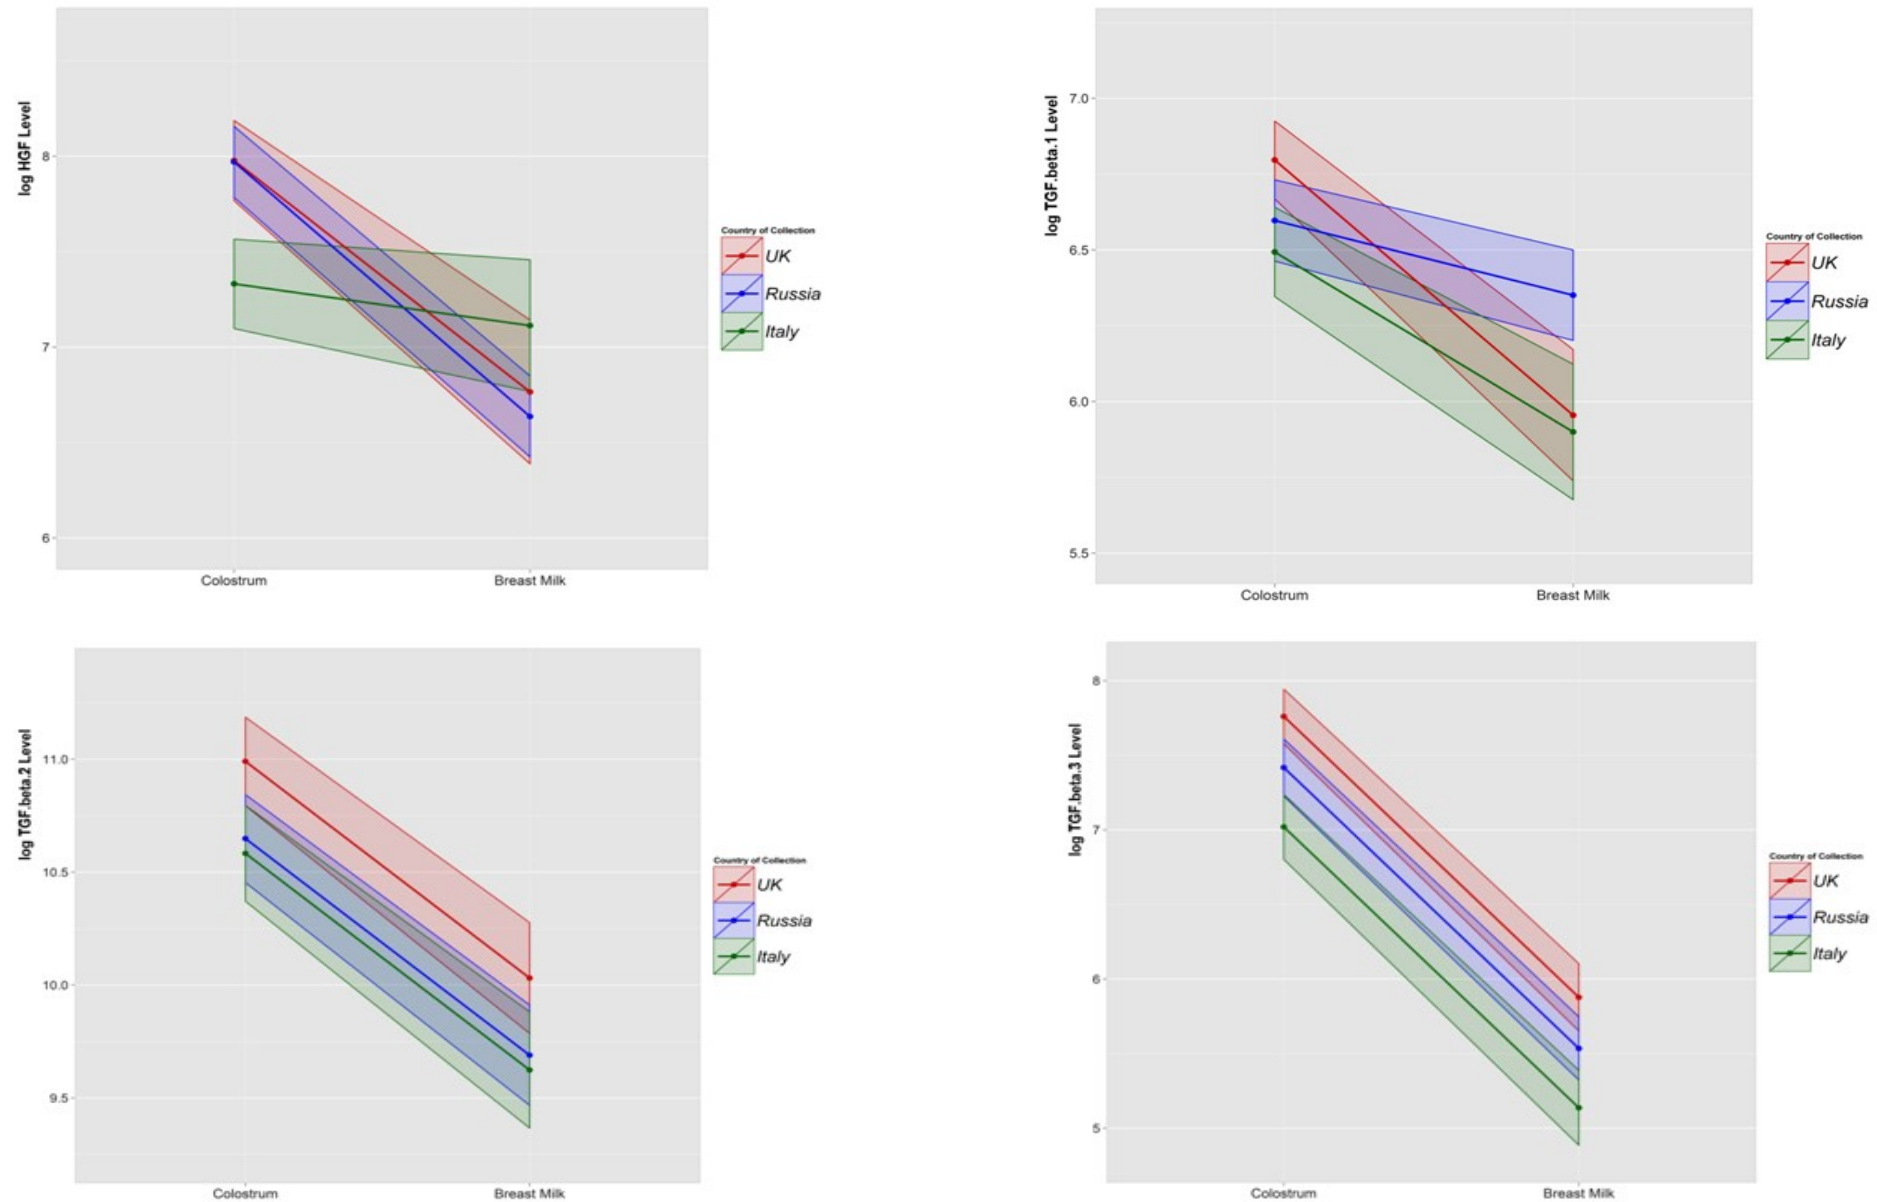 log HGF Level
8
7
6
Colostrum Breast Milk
Country of Collection
UK
Russia
Italy
log TGF.beta.1 Level
7.0
6.5
6.0
5.5
Colostrum Breast Milk
Country of Collection
UK
Russia
Italy
log TGF.beta.2 Level
11.0
10.5
10.0
9.5
Colostrum Breast Milk
Country of Collection
UK
Russia
Italy
log TGF.beta.3 Level
8
7
6
5
Colostrum Breast Milk
Country of Collection
UK
Russia
Italy